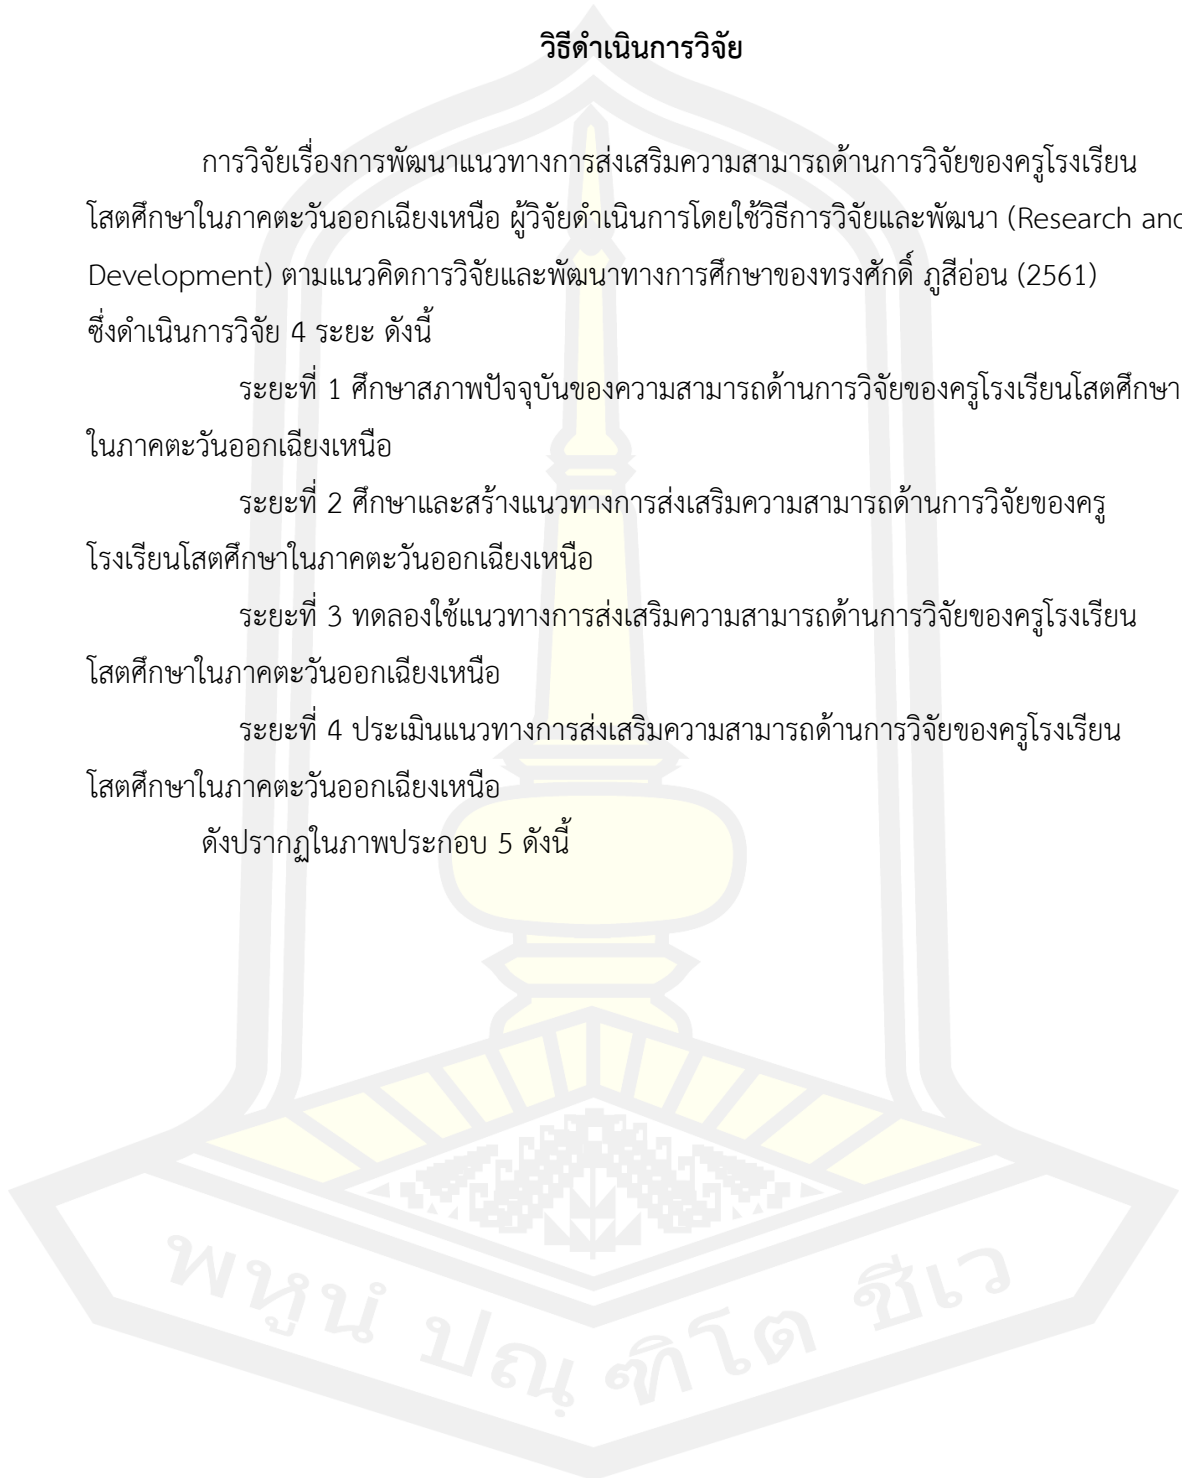 วิธีดำเนินการวิจัย
การวิจัยเรื่องการพัฒนาแนวทางการส่งเสริมความสามารถด้านการวิจัยของครูโรงเรียน
โสตศึกษาในภาคตะวันออกเฉียงเหนือ ผู้วิจัยดำเนินการโดยใช้วิธีการวิจัยและพัฒนา (Research and
Development) ตามแนวคิดการวิจัยและพัฒนาทางการศึกษาของทรงศักดิ์ ภูสีอ่อน (2561)
ซึ่งดำเนินการวิจัย 4 ระยะ ดังนี้
ระยะที่ 1 ศึกษาสภาพปัจจุบันของความสามารถด้านการวิจัยของครูโรงเรียนโสตศึกษา
ในภาคตะวันออกเฉียงเหนือ
ระยะที่ 2 ศึกษาและสร้างแนวทางการส่งเสริมความสามารถด้านการวิจัยของครู
โรงเรียนโสตศึกษาในภาคตะวันออกเฉียงเหนือ
ระยะที่ 3 ทดลองใช้แนวทางการส่งเสริมความสามารถด้านการวิจัยของครูโรงเรียน
โสตศึกษาในภาคตะวันออกเฉียงเหนือ
ระยะที่ 4 ประเมินแนวทางการส่งเสริมความสามารถด้านการวิจัยของครูโรงเรียน
โสตศึกษาในภาคตะวันออกเฉียงเหนือ
ดังปรากฏในภาพประกอบ 5 ดังนี้
พหูนํ ปณฺ ฑิโต ชีเว